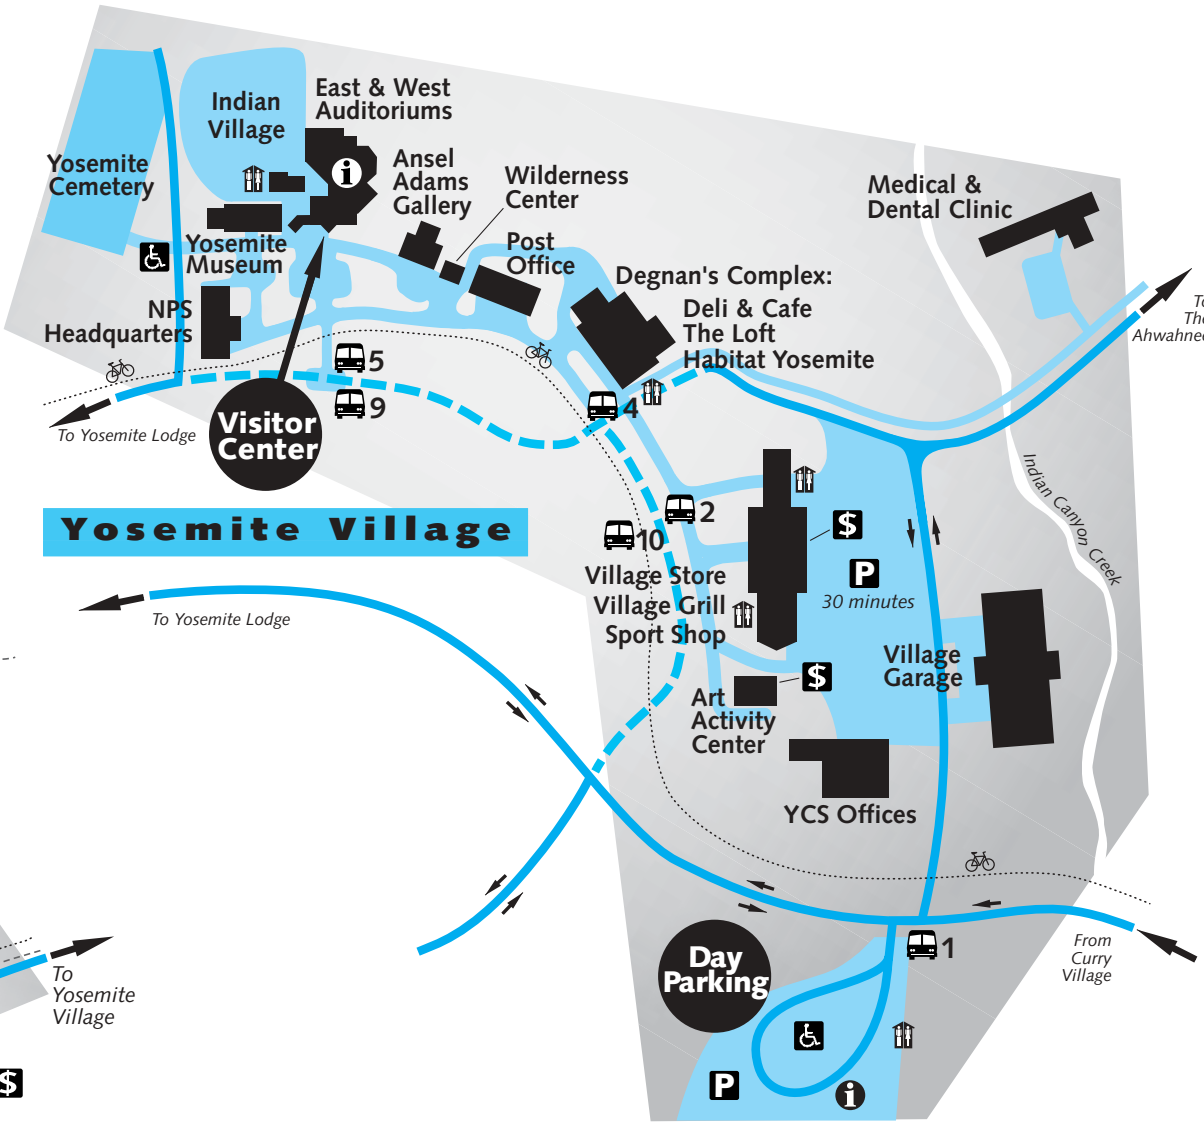 East & West
Auditoriums
Indian
Village
i
Yosemite
Cemetery
Ansel
Adams
Gallery
Wilderness
Center
Medical &
Dental Clinic
Yosemite
Museum
Post
Office
Degnan's Complex:
Deli & Cafe
The Loft
Habitat Yosemite
NPS
Headquarters
To
The
Ahwahnee
5
9
4
To Yosemite Lodge
Visitor
Center
Yosemite Village
2
10
$
Indian Canyon Creek
P
30 minutes
Village Store
Village Grill
Sport Shop
To Yosemite Lodge
Village
Garage
$
Art
Activity
Center
YCS Offices
1
From
Curry
Village
Day
Parking
To
Yosemite
Village
$
P
i